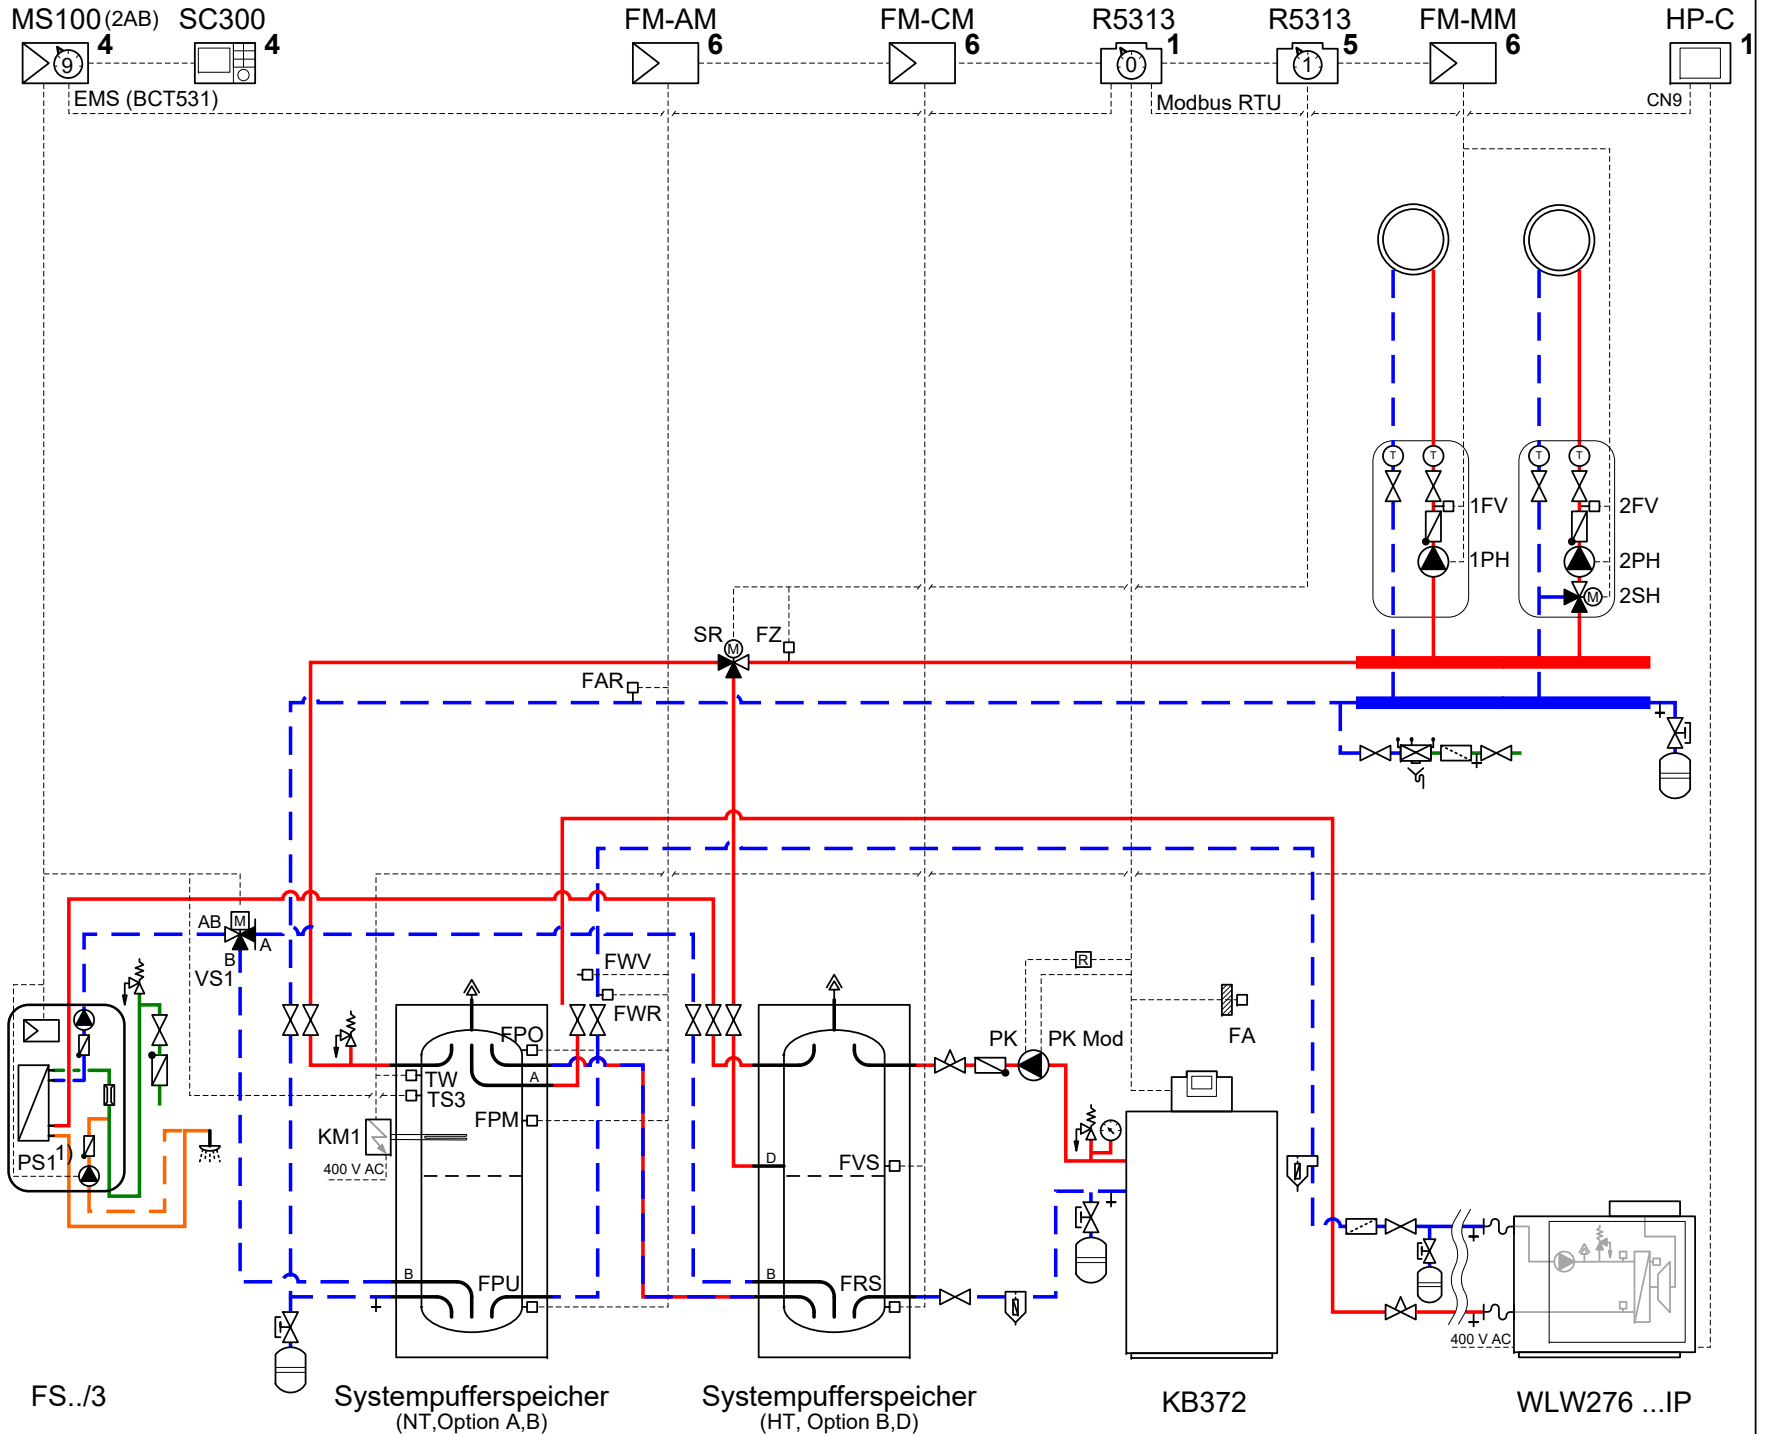 MS100 (2AB) SC300 FM-AM FM-CM R5313 R5313 FM-MM HP-C
4 4 6 6 1 5 6 1
9 0 1
EMS (BCT531) Modbus RTU CN9
T T T T
1FV 2FV
1PH 2PH
M 2SH
SR FZ
M
FAR
AB M A
B
VS1
FWV R
FWR FA
FPO PK PK Mod
A
TW
TS3
FPM
KM1
400 V AC
PS1 1)
D FVS
B FPU B FRS
400 V AC
FS../3 Systempufferspeicher Systempufferspeicher KB372 WLW276 ...IP
(NT,Option A,B) (HT, Option B,D)